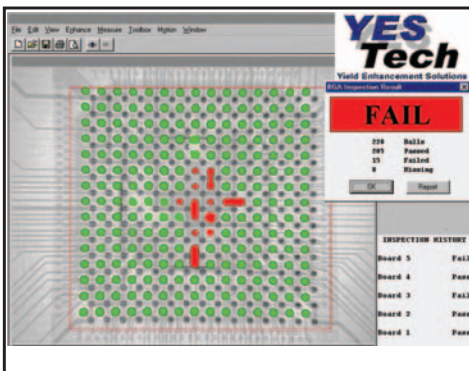 File Edit View Enhance Measure Toolbox Motion Window
YES
Tech
Yield Enhancement Solutions
BGA Inspection Result
FAIL
220 Balls
205 Passed
15 Failed
0 Missing
OK Report
INSPECTION HISTORY
Board 5 Fail
Board 4 Pass
Board 3 Fail
Board 2 Pass
Board 1 Pass